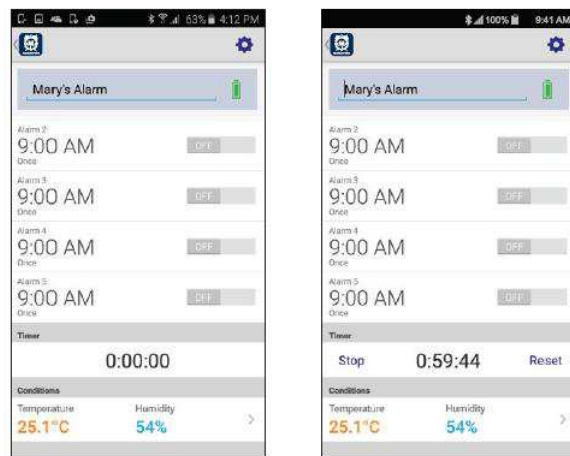 63% 4:12 PM
Mary's Alarm
Alarm 2
9:00 AM
OFF
Once
Alarm 3
9:00 AM
OFF
Once
Alarm 4
9:00 AM
OFF
Once
Alarm 5
9:00 AM
OFF
Once
Timer
0:00:00
Conditions
Temperature Humidity
25.1°C 54%
100% 9:41 AM
Mary's Alarm
Alarm 2
9:00 AM
OFF
Once
Alarm 3
9:00 AM
OFF
Once
Alarm 4
9:00 AM
OFF
Once
Alarm 5
9:00 AM
OFF
Once
Timer
Stop 0:59:44 Reset
Conditions
Temperature Humidity
25.1°C 54%